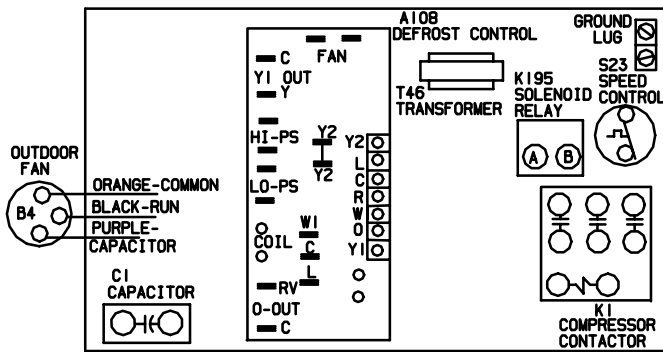 A108
DEFROST CONTROL
GROUND
LUG
S23
SPEED
CONTROL
K195
SOLENOID
RELAY
A
B
T46
TRANSFORMER
FAN
C
Y1 OUT
Y
HI-PS
LO-PS
COIL
Y2
Y2
W1
C
L
RV
O-OUT
C
Y2
L
C
R
W
O
Y1
OUTDOOR
FAN
B4
ORANGE-COMMON
BLACK-RUN
PURPLE-
CAPACITOR
C1
CAPACITOR
K1
COMPRESSOR
CONTACTOR